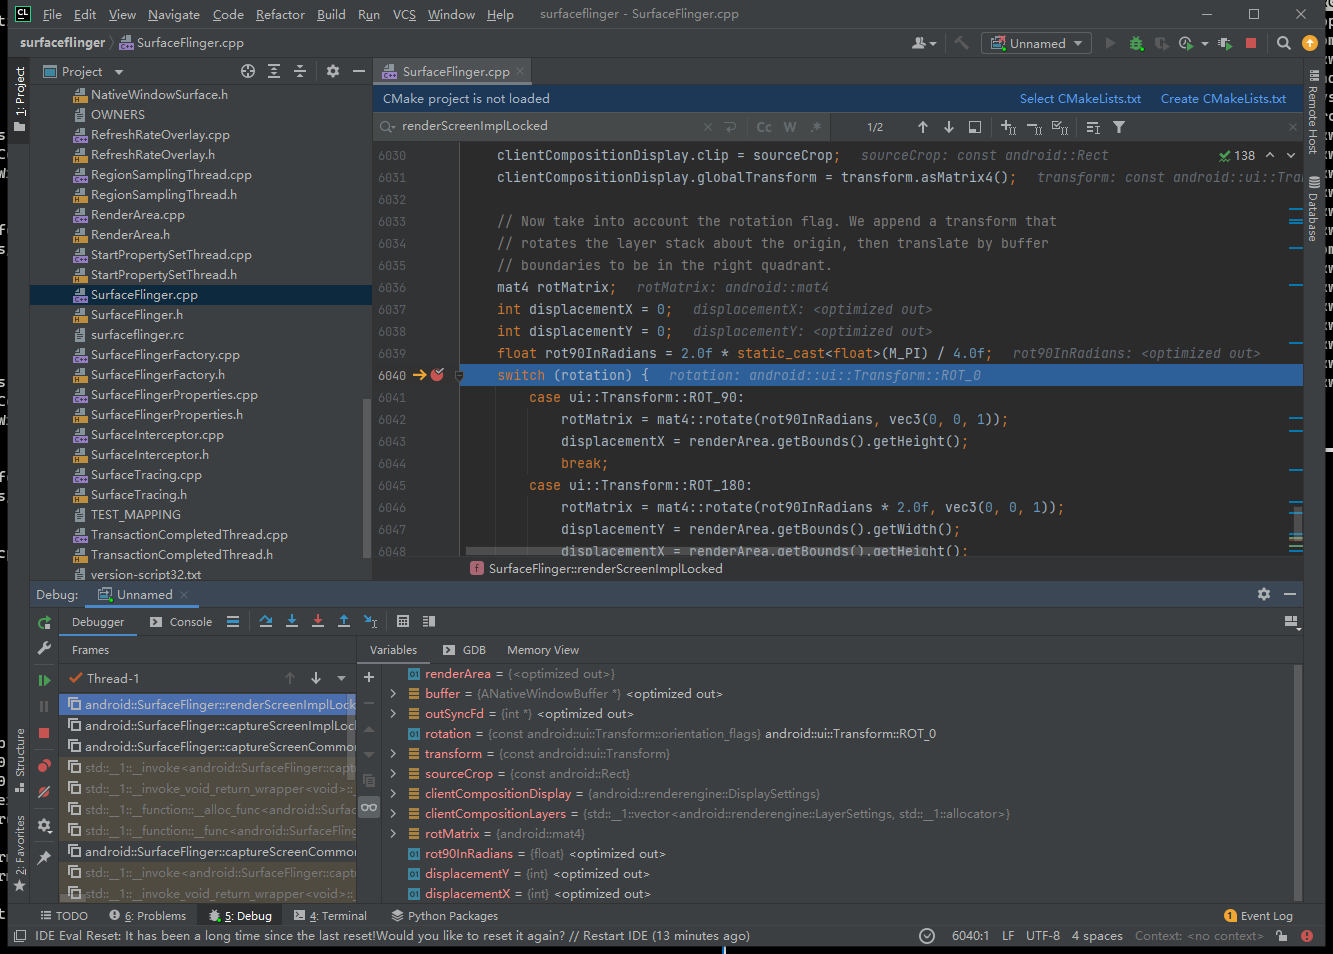 CL File Edit View Navigate Code Refactor Build Run VCS Window Help surfaceflinger - SurfaceFlinger.cpp
surfaceflinger SurfaceFlinger.cpp Unnamed
1: Project
Project
SurfaceFlinger.cpp
NativeWindowSurface.h
OWNERS
RefreshRateOverlay.cpp
RefreshRateOverlay.h
RegionSamplingThread.cpp
RegionSamplingThread.h
RenderArea.cpp
RenderArea.h
StartPropertySetThread.cpp
StartPropertySetThread.h
SurfaceFlinger.cpp
SurfaceFlinger.h
surfaceflinger.rc
SurfaceFlingerFactory.cpp
SurfaceFlingerFactory.h
SurfaceFlingerProperties.cpp
SurfaceFlingerProperties.h
SurfaceInterceptor.cpp
SurfaceInterceptor.h
SurfaceTracing.cpp
SurfaceTracing.h
TEST_MAPPING
TransactionCompletedThread.cpp
TransactionCompletedThread.h
version-script32.txt
CMake project is not loaded Select CMakeLists.txt Create CMakeLists.txt
renderScreenImplLocked Cc W .* 1/2
6030 clientCompositionDisplay.clip = sourceCrop; sourceCrop: const android::Rect 138
6031 clientCompositionDisplay.globalTransform = transform.asMatrix4(); transform: const android::ui::Tran
6032
6033 // Now take into account the rotation flag. We append a transform that
6034 // rotates the layer stack about the origin, then translate by buffer
6035 // boundaries to be in the right quadrant.
6036 mat4 rotMatrix; rotMatrix: android::mat4
6037 int displacementX = 0; displacementX: <optimized out>
6038 int displacementY = 0; displacementY: <optimized out>
6039 float rot90InRadians = 2.0f * static_cast<float>(M_PI) / 4.0f; rot90InRadians: <optimized out>
6040 switch (rotation) { rotation: android::ui::Transform::ROT_0
6041 case ui::Transform::ROT_90:
6042 rotMatrix = mat4::rotate(rot90InRadians, vec3(0, 0, 1));
6043 displacementX = renderArea.getBounds().getHeight();
6044 break;
6045 case ui::Transform::ROT_180:
6046 rotMatrix = mat4::rotate(rot90InRadians * 2.0f, vec3(0, 0, 1));
6047 displacementY = renderArea.getBounds().getWidth();
6048 displacementX = renderArea.getBounds().getHeight();
f SurfaceFlinger::renderScreenImplLocked
Remote Host
Database
Debug: Unnamed
Debugger Console
Frames
Thread-1
android::SurfaceFlinger::renderScreenImplLock
android::SurfaceFlinger::captureScreenImplLoc
android::SurfaceFlinger::captureScreenCommor
std::__1::__invoke<android::SurfaceFlinger::capt
std::__1::__invoke_void_return_wrapper<void>::_
std::__1::__function::__alloc_func<android::Surfac
std::__1::__function::__func<android::SurfaceFling
android::SurfaceFlinger::captureScreenCommor
std::__1::__invoke<android::SurfaceFlinger::capt
std::__1::__invoke_void_return_wrapper<void>::_
Variables GDB Memory View
renderArea = {<optimized out>}
buffer = {ANativeWindowBuffer *} <optimized out>
outSyncFd = {int *} <optimized out>
rotation = {const android::ui::Transform::orientation_flags} android::ui::Transform::ROT_0
transform = {const android::ui::Transform}
sourceCrop = {const android::Rect}
clientCompositionDisplay = {android::renderengine::DisplaySettings}
clientCompositionLayers = {std::__1::vector<android::renderengine::LayerSettings, std::__1::allocator>}
rotMatrix = {android::mat4}
rot90InRadians = {float} <optimized out>
displacementY = {int} <optimized out>
displacementX = {int} <optimized out>
Structure
2: Favorites
TODO 6: Problems 5: Debug 4: Terminal Python Packages 1 Event Log
IDE Eval Reset: It has been a long time since the last reset!Would you like to reset it again? // Restart IDE (13 minutes ago) 6040:1 LF UTF-8 4 spaces Context: <no context>